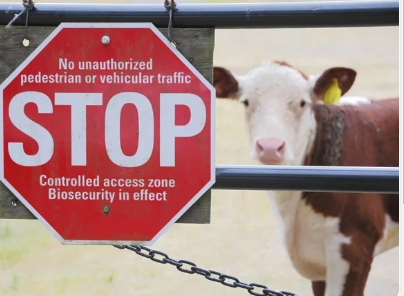 No unauthorized
pedestrian or vehicular traffic
STOP
Controlled access zone
Biosecurity in effect